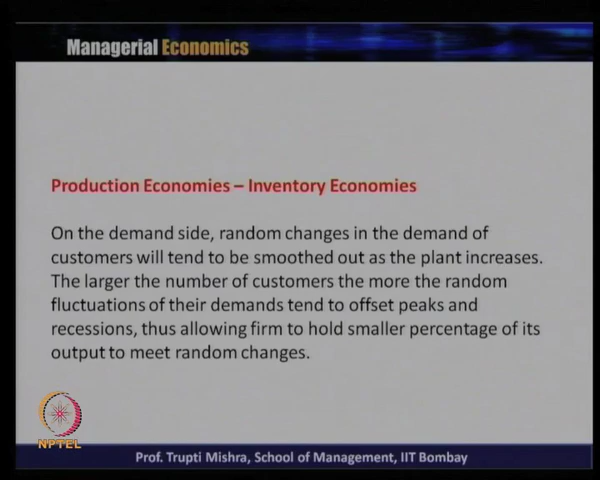 Managerial Economics
Production Economies – Inventory Economies
On the demand side, random changes in the demand of
customers will tend to be smoothed out as the plant increases.
The larger the number of customers the more the random
fluctuations of their demands tend to offset peaks and
recessions, thus allowing firm to hold smaller percentage of its
output to meet random changes.
NPTEL
Prof. Trupti Mishra, School of Management, IIT Bombay